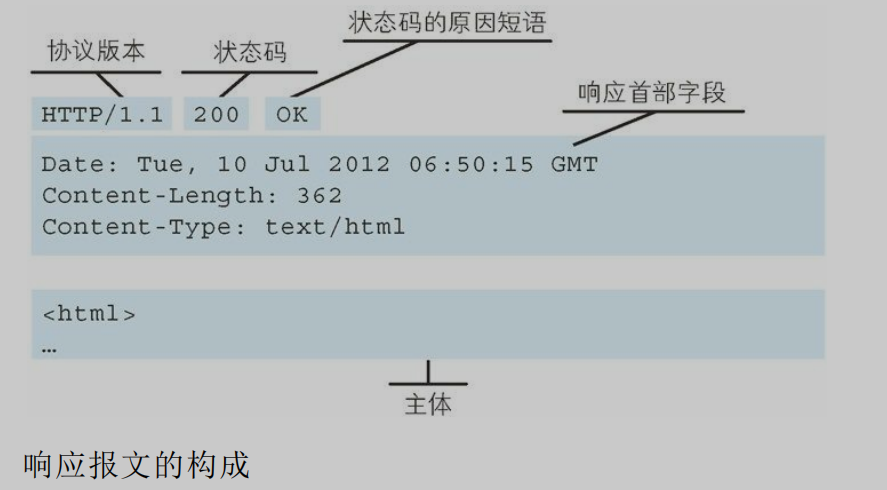 状态码的原因短语
协议版本 状态码
响应首部字段
HTTP/1.1 200 OK
Date: Tue, 10 Jul 2012 06:50:15 GMT
Content-Length: 362
Content-Type: text/html
<html>
…
主体
响应报文的构成